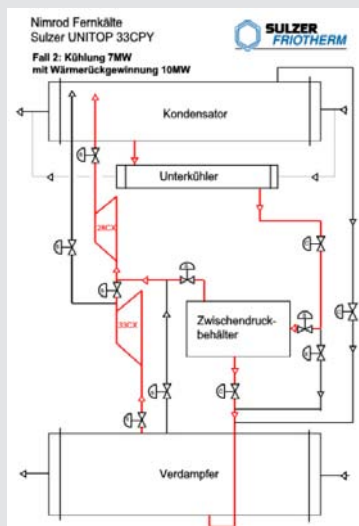 Nimrod Fernkälte
Sulzer UNITOP 33CPY
SULZER
FRIOTHERM
Fall 2: Kühlung 7MW
mit Wärmerückgewinnung 10MW
Kondensator
Unterkühler
28CX
33CX
Zwischendruck-
behälter
Verdampfer